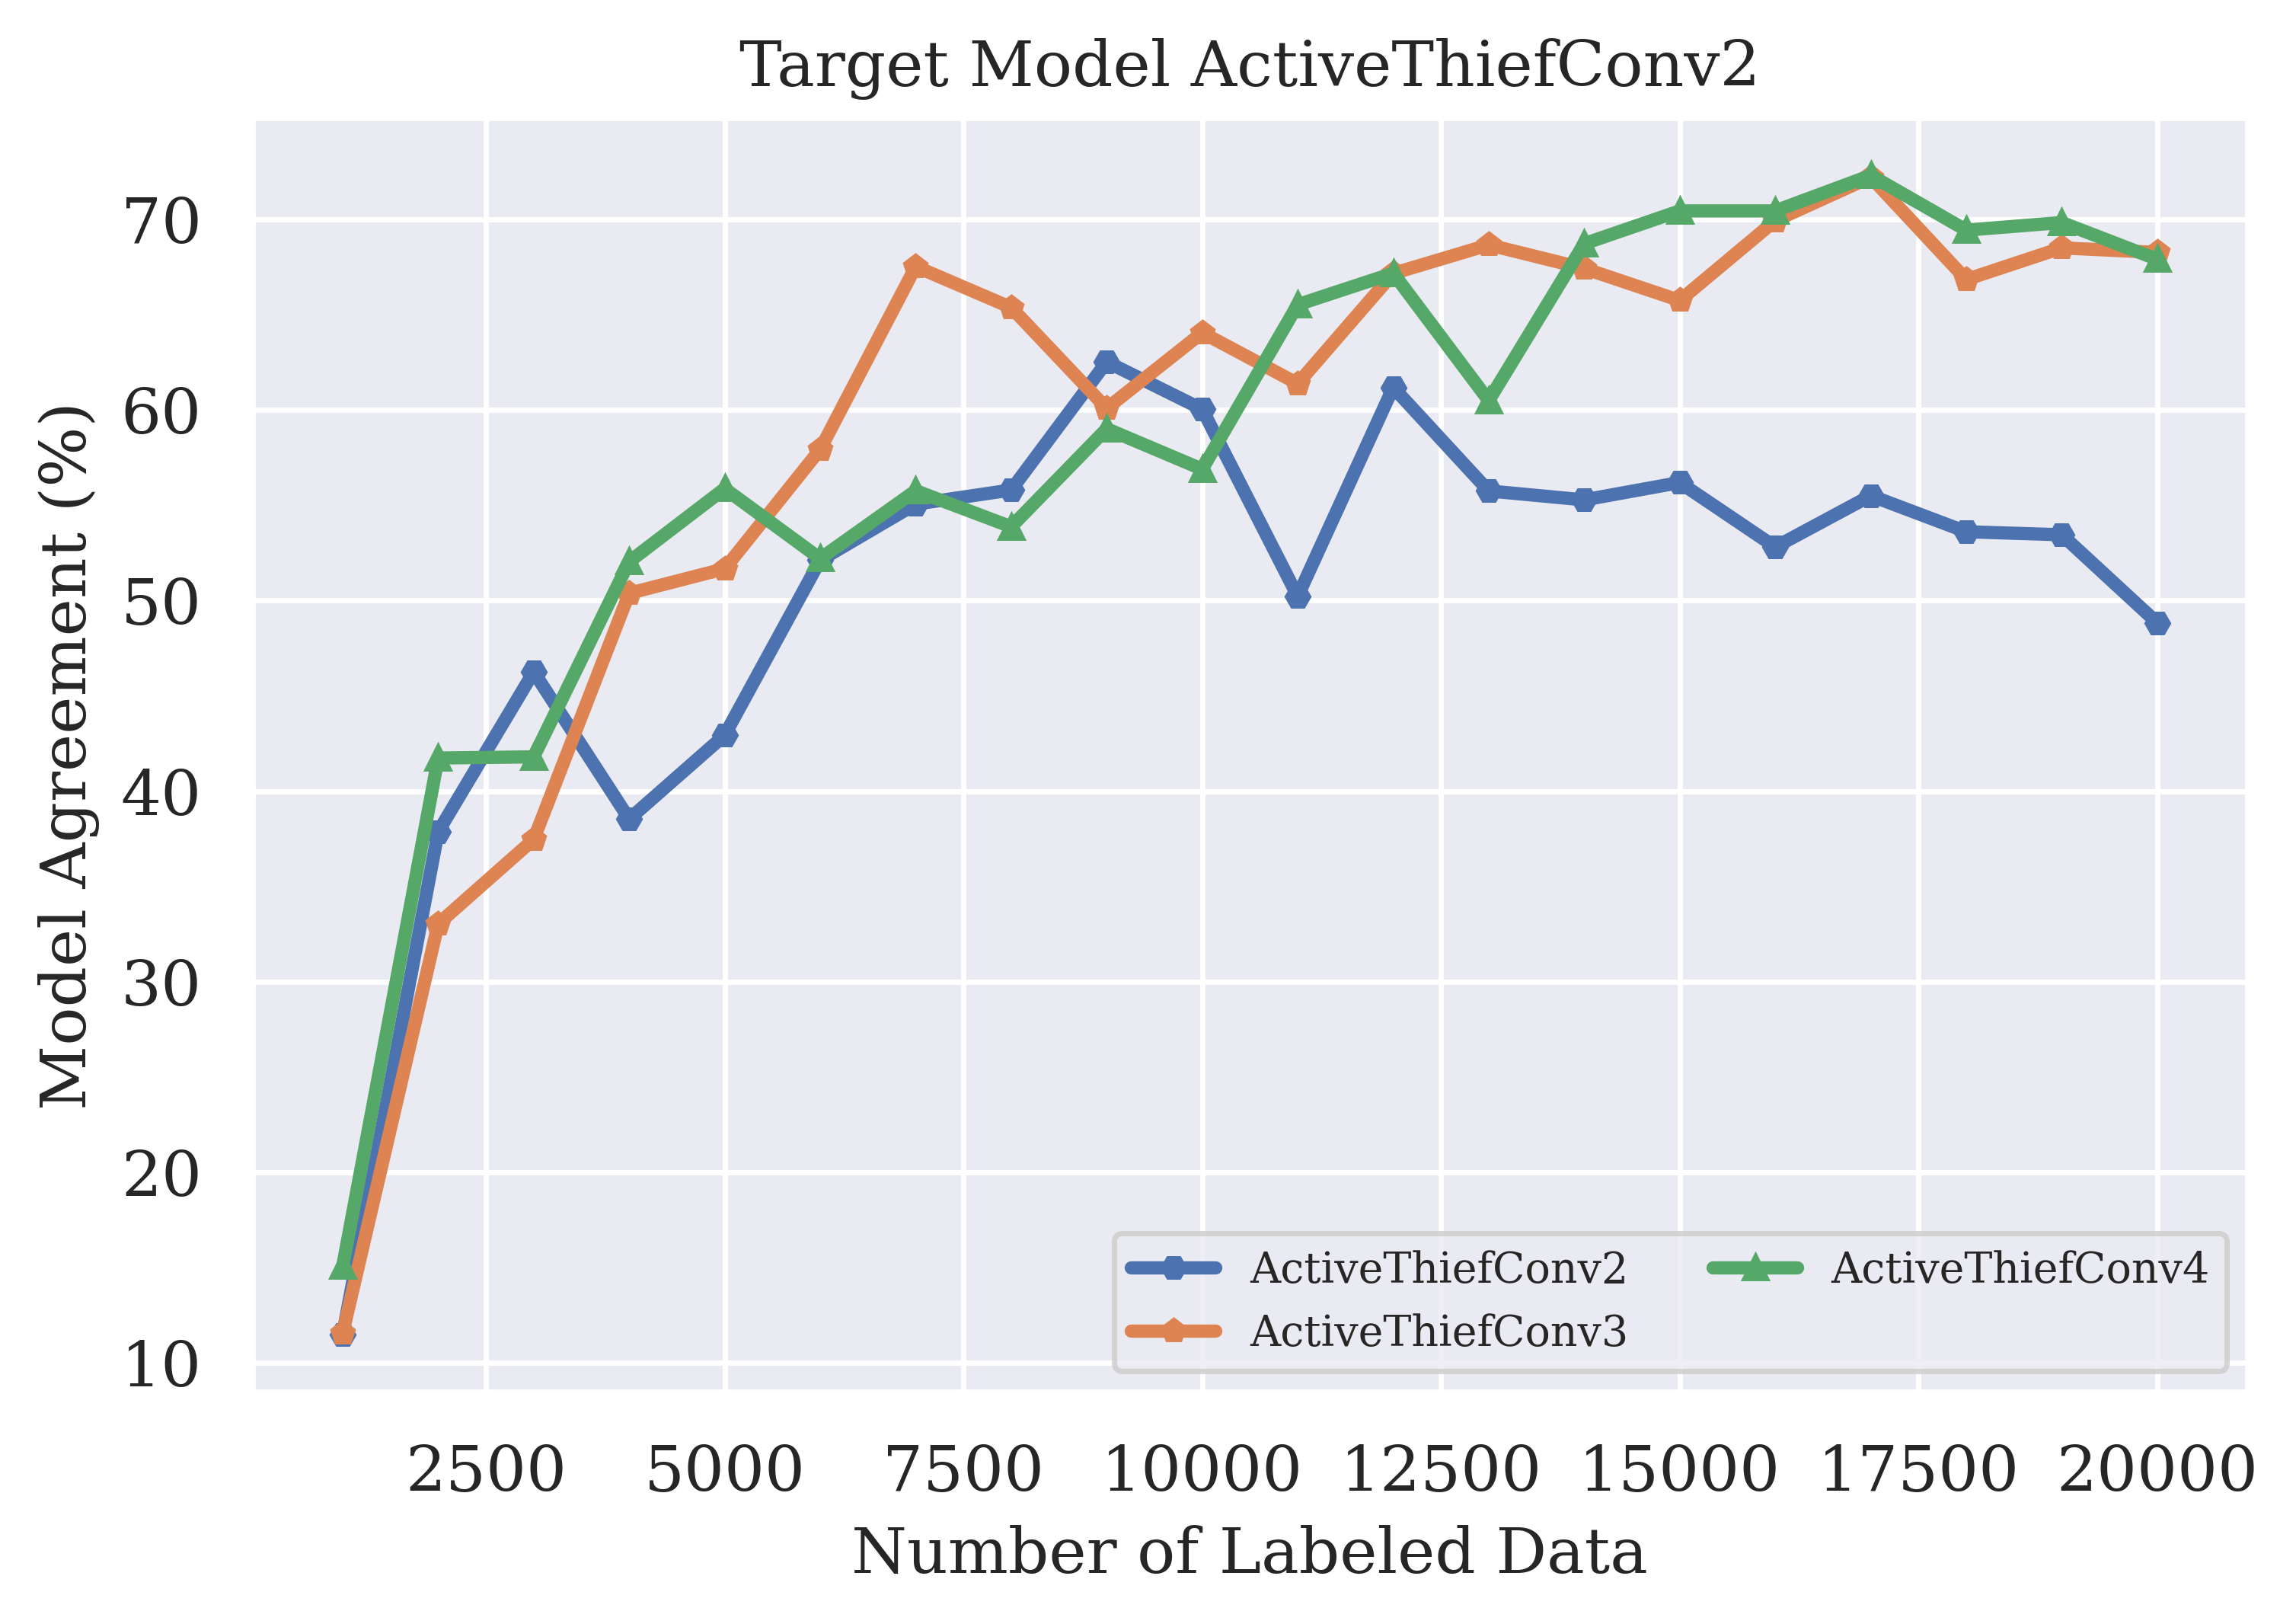 Target Model ActiveThiefConv2
Model Agreement (%)
70
60
50
40
30
20
10
ActiveThiefConv2
ActiveThiefConv3
ActiveThiefConv4
2500 5000 7500 10000 12500 15000 17500 20000
Number of Labeled Data